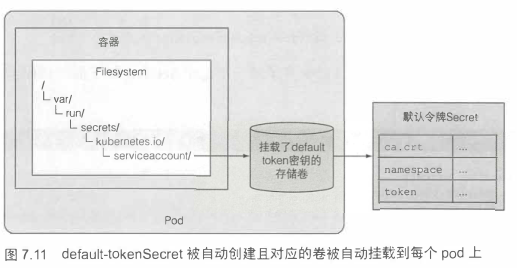 容器
Filesystem
/
var/
run/
secrets/
kubernetes.io/
serviceaccount/
挂载了default
token密钥的
存储卷
Pod
默认令牌Secret
ca.crt ...
namespace ...
token ...
图 7.11 default-tokenSecret 被自动创建且对应的卷被自动挂载到每个 pod 上